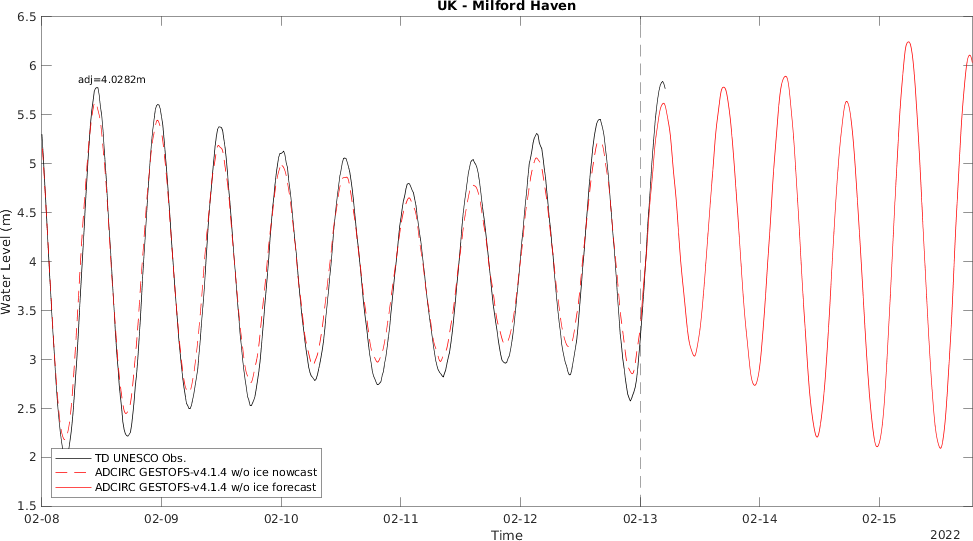 UK - Milford Haven
6.5
6
5.5
5
4.5
4
3.5
3
2.5
2
1.5
Water Level (m)
adj=4.0282m
TD UNESCO Obs.
ADCIRC GESTOFS-v4.1.4 w/o ice nowcast
ADCIRC GESTOFS-v4.1.4 w/o ice forecast
02-08 02-09 02-10 02-11 02-12 02-13 02-14 02-15
Time
2022